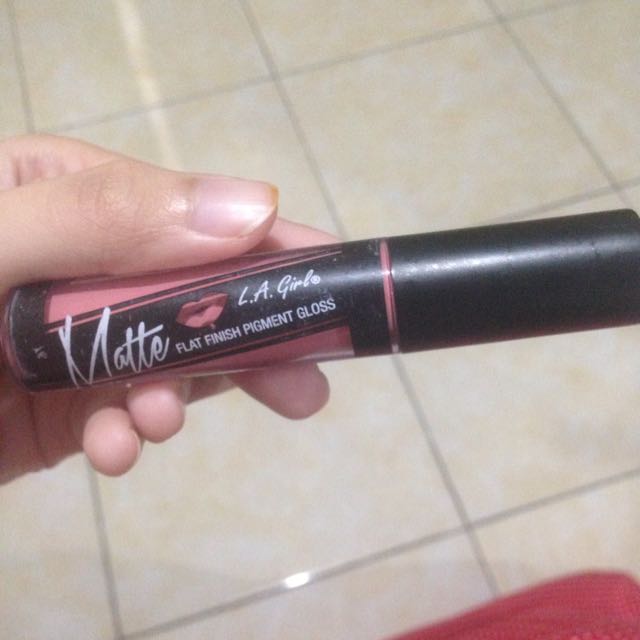 L.A. Girl®
Matte
FLAT FINISH PIGMENT GLOSS